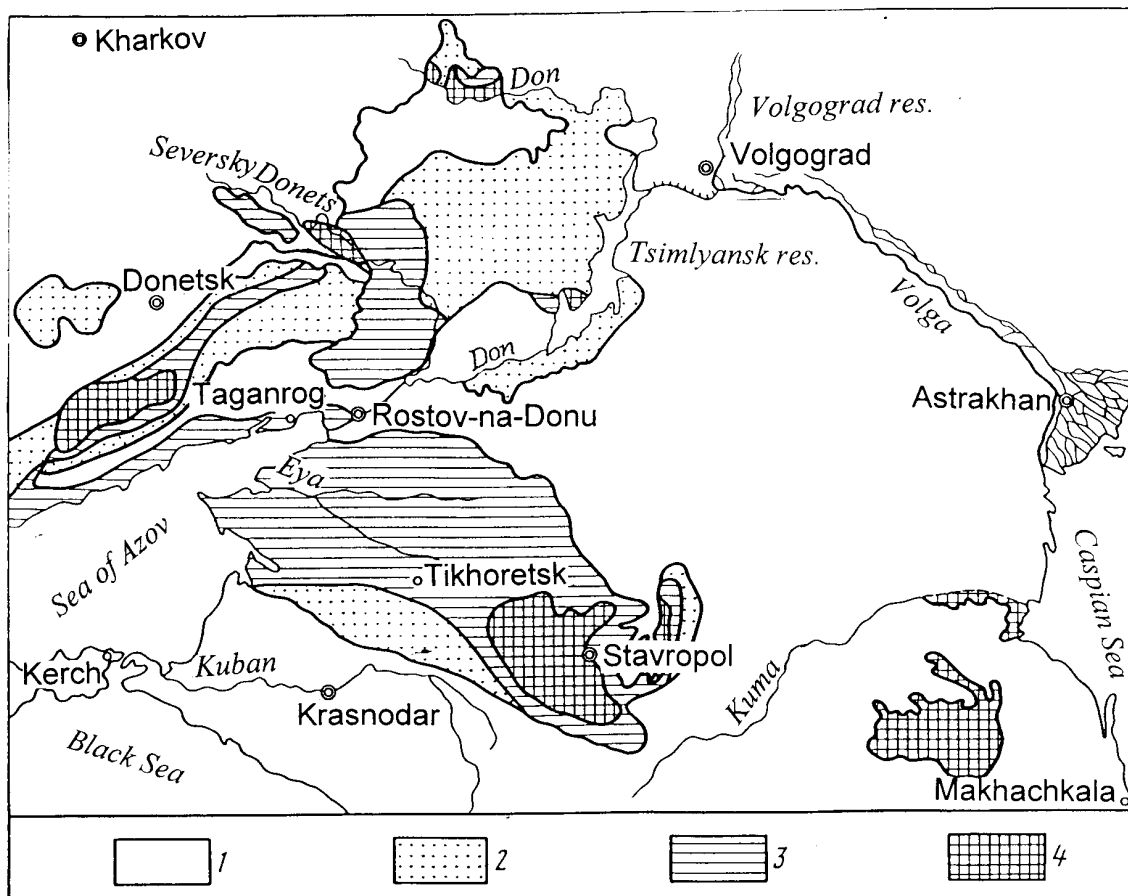 Kharkov
Don
Volgograd res.
Volgograd
Seversky Donets
Tsimlyansk res.
Donetsk
Volga
Don
Taganrog
Rostov-na-Donu
Astrakhan
Eya
Sea of Azov
Tikhoretsk
Caspian Sea
Stavropol
Kerch
Kuban
Kuma
Krasnodar
Black Sea
Makhachkala
1
2
3
4